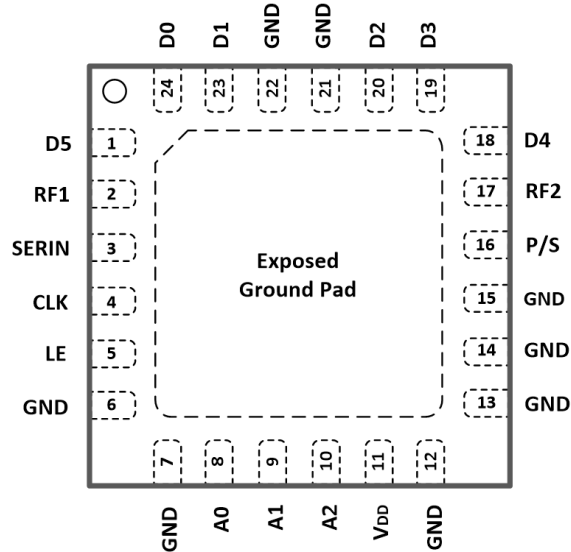 D0 D1 GND GND D2 D3
24 23 22 21 20 19
D5 1 18 D4
RF1 2 17 RF2
SERIN 3 16 P/S
CLK 4 15 GND
LE 5 14 GND
GND 6 13 GND
Exposed
Ground Pad
7 8 9 10 11 12
GND A0 A1 A2 VDD GND